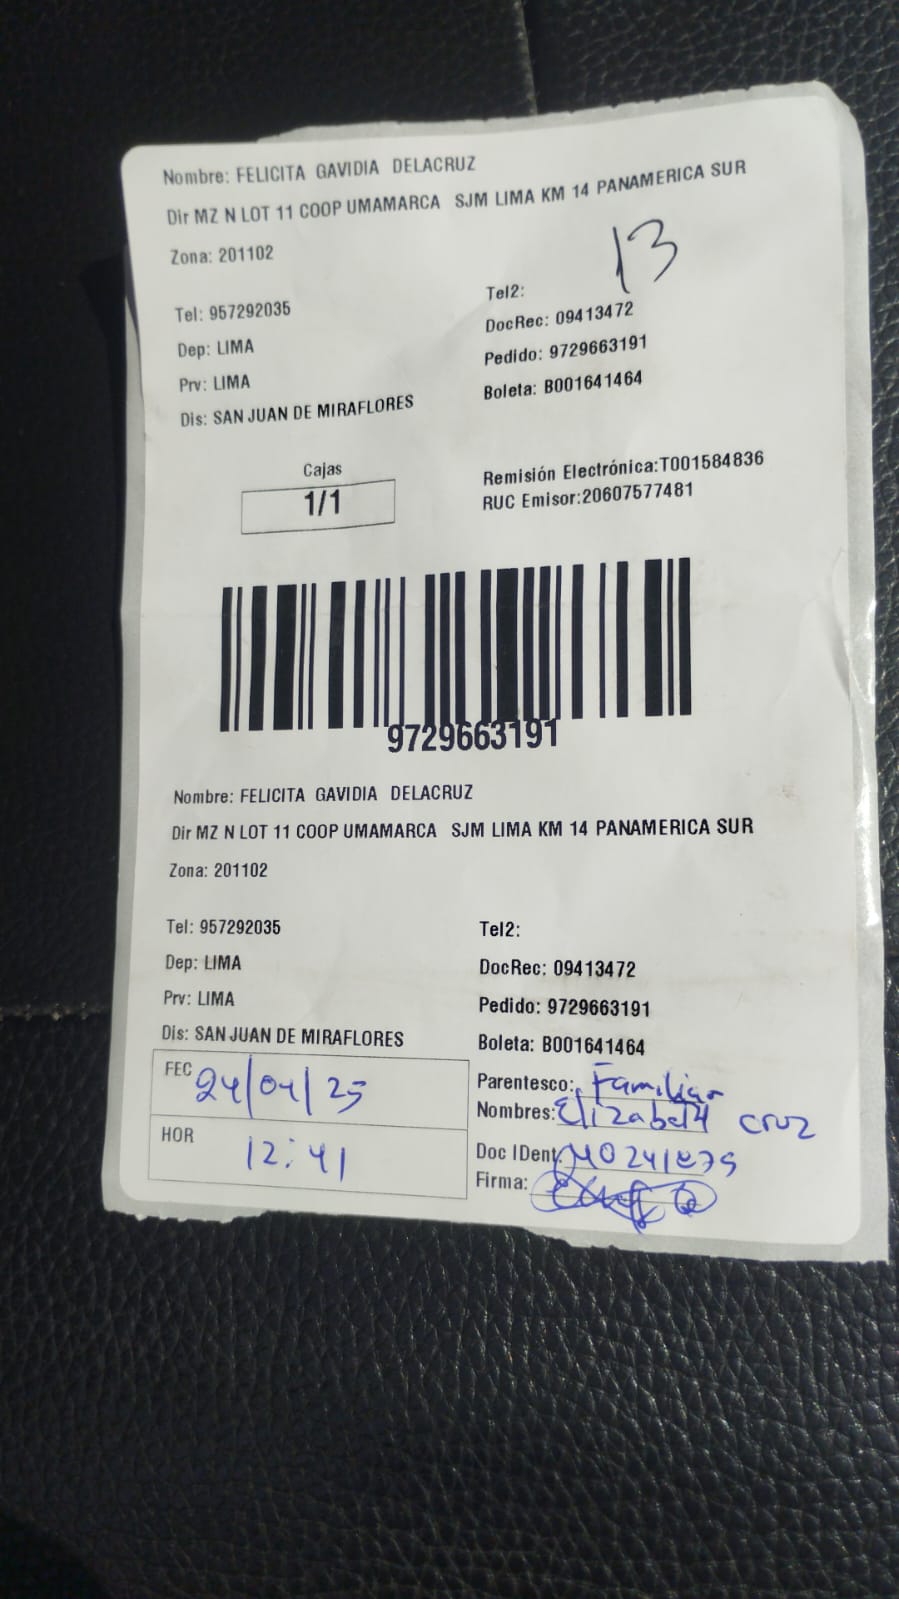 Nombre: FELICITA GAVIDIA DELACRUZ
Dir MZ N LOT 11 COOP UMAMARCA SJM LIMA KM 14 PANAMERICA SUR
Zona: 201102
13
Tel: 957292035
Tel2:
Dep: LIMA
DocRec: 09413472
Prv: LIMA
Pedido: 9729663191
Dis: SAN JUAN DE MIRAFLORES
Boleta: B001641464
Cajas
1/1
Remisión Electrónica:T001584836
RUC Emisor:20607577481
9729663191
Nombre: FELICITA GAVIDIA DELACRUZ
Dir MZ N LOT 11 COOP UMAMARCA SJM LIMA KM 14 PANAMERICA SUR
Zona: 201102
Tel: 957292035
Tel2:
Dep: LIMA
DocRec: 09413472
Prv: LIMA
Pedido: 9729663191
Dis: SAN JUAN DE MIRAFLORES
Boleta: B001641464
FEC 24/04/25
Parentesco: Familiar
Nombres: Elizabeth Cruz
HOR 12:41
Doc IDent:
Firma: